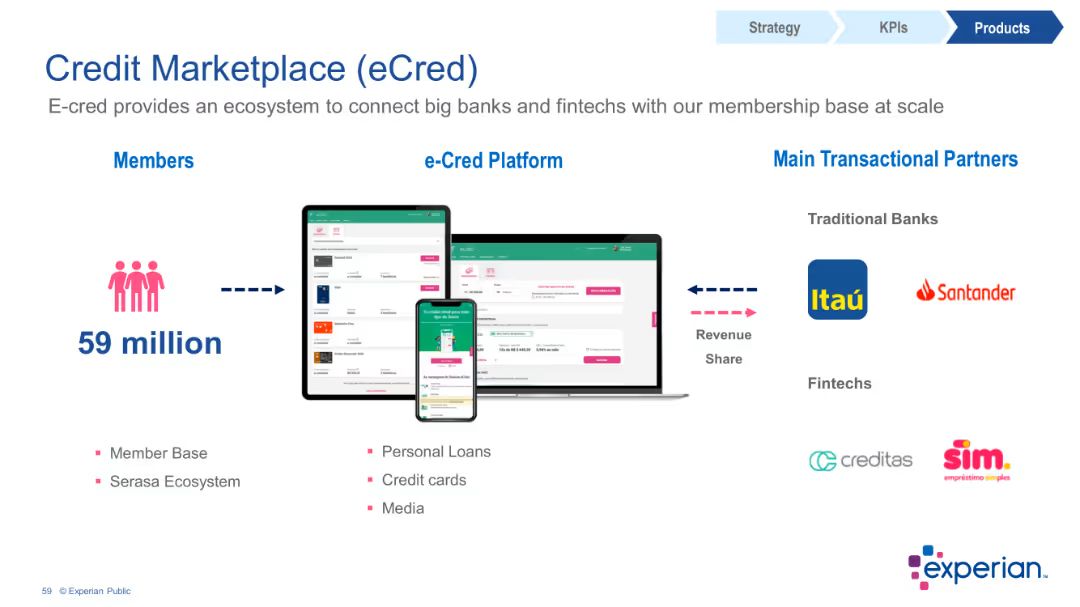 Strategy
KPIs
Products
Credit Marketplace (eCred)
E-cred provides an ecosystem to connect big banks and fintechs with our membership base at scale
Members
e-Cred Platform
Main Transactional Partners
Traditional Banks
Itaú
Santander
59 million
Revenue
Share
Fintechs
creditas
sim.
empréstimo simples
▪ Member Base
▪ Serasa Ecosystem
▪ Personal Loans
▪ Credit cards
▪ Media
experian™
59 © Experian Public